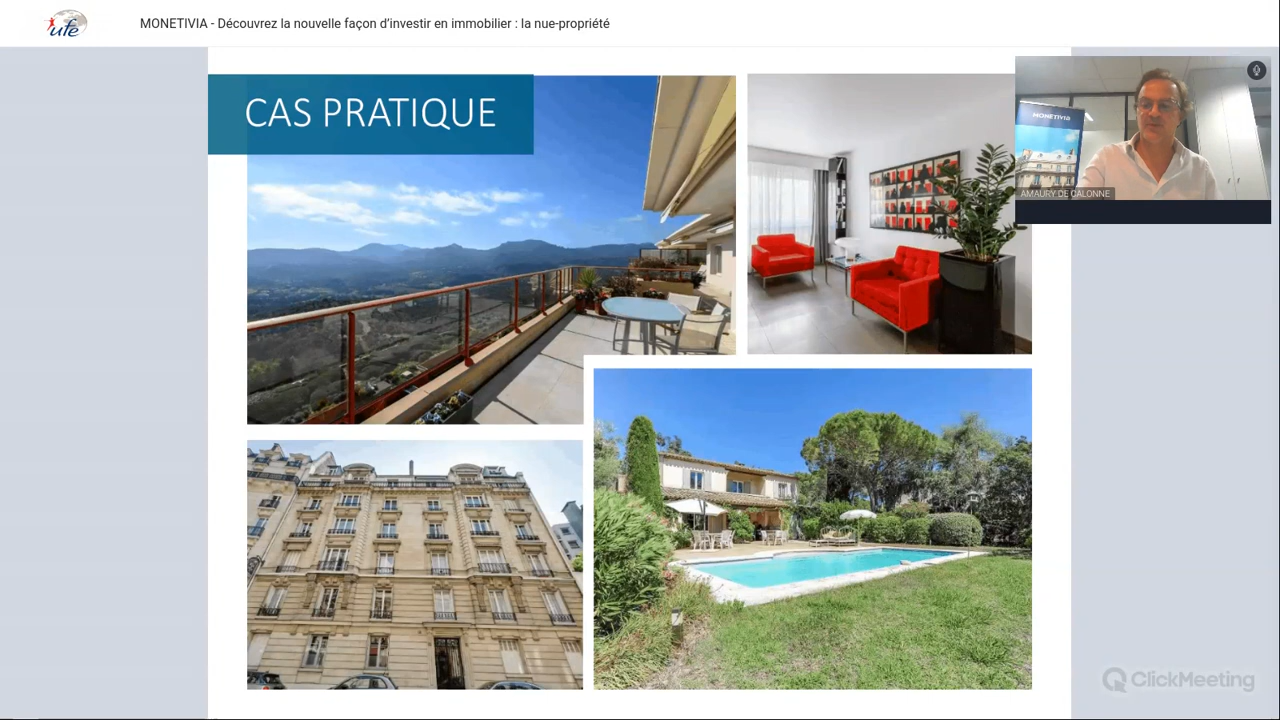 ufe
MONETIVIA - Découvrez la nouvelle façon d'investir en immobilier : la nue-propriété
CAS PRATIQUE
MONETIVIA
AMAURY DE CALONNE
ClickMeeting